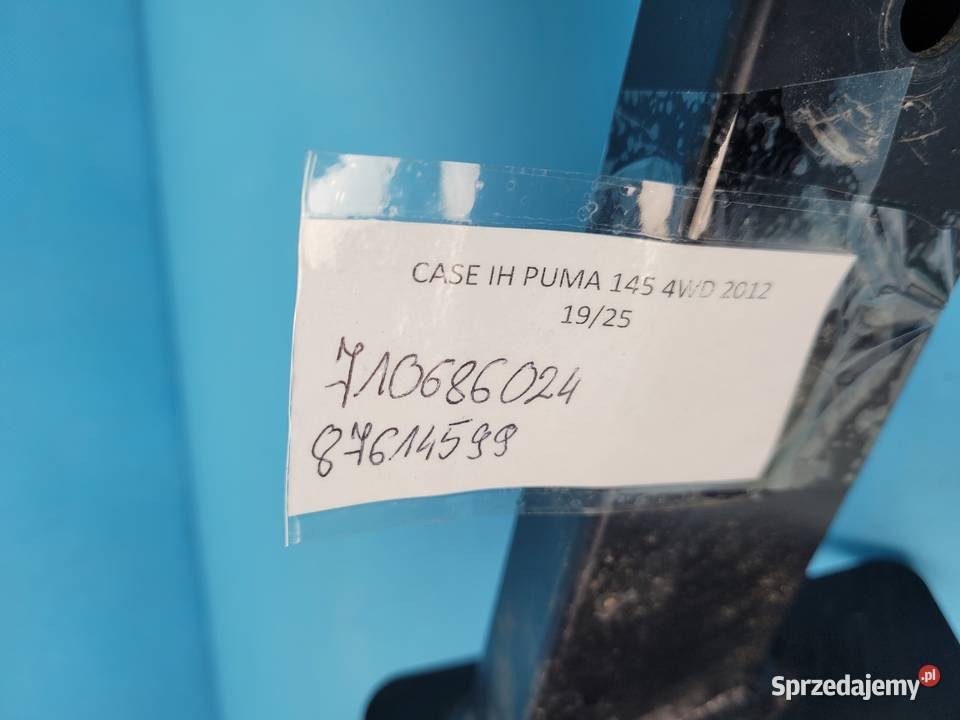 CASE IH PUMA 145 4WD 2012
19/25
710686024
87614599
Sprzedajemy.pl